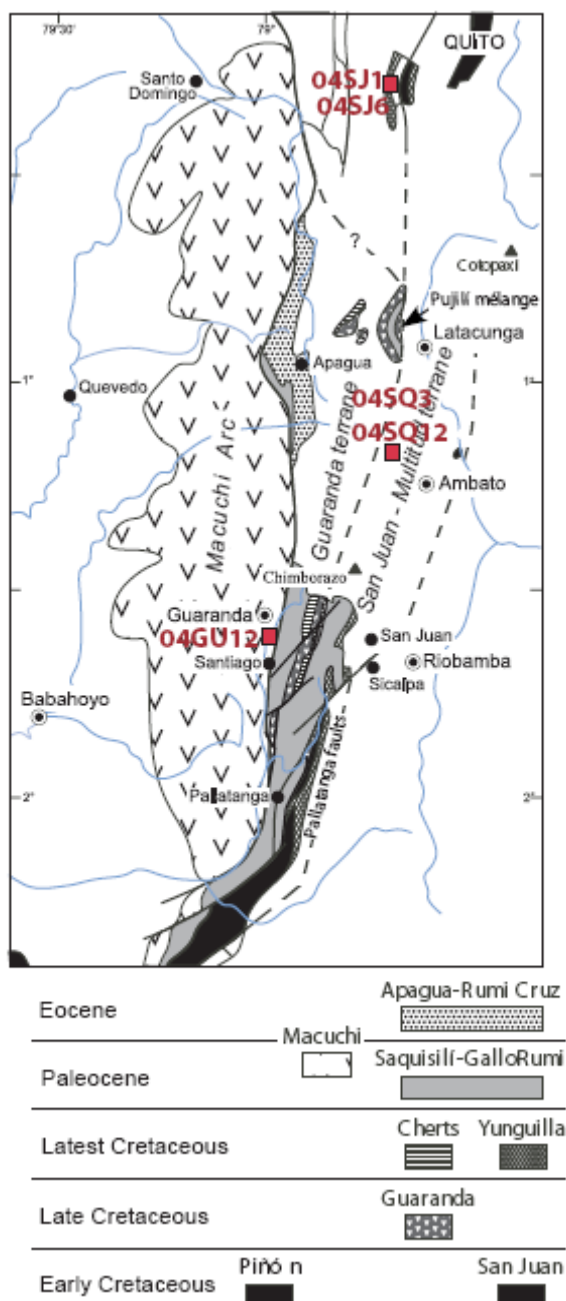 79°30'
79°
QUITO
Santo
Domingo
04SJ1
04SJ6
?
Cotopaxi
Pujilí mélange
Latacunga
Apagua
1°
1°
Quevedo
04SQ3
04SQ12
Macuchi Arc
Guaranda terrane
San Juan - Multitud terrane
Ambato
Chimborazo
Guaranda
04GU12
Santiago
San Juan
Riobamba
Sicalpa
Babahoyo
Pallatanga
Pallatanga faults
2°
2°
Eocene
Apagua-Rumi Cruz
Macuchi
Paleocene
Saquisilí-GalloRumi
Latest Cretaceous
Cherts
Yunguilla
Late Cretaceous
Guaranda
Early Cretaceous
Piñó n
San Juan